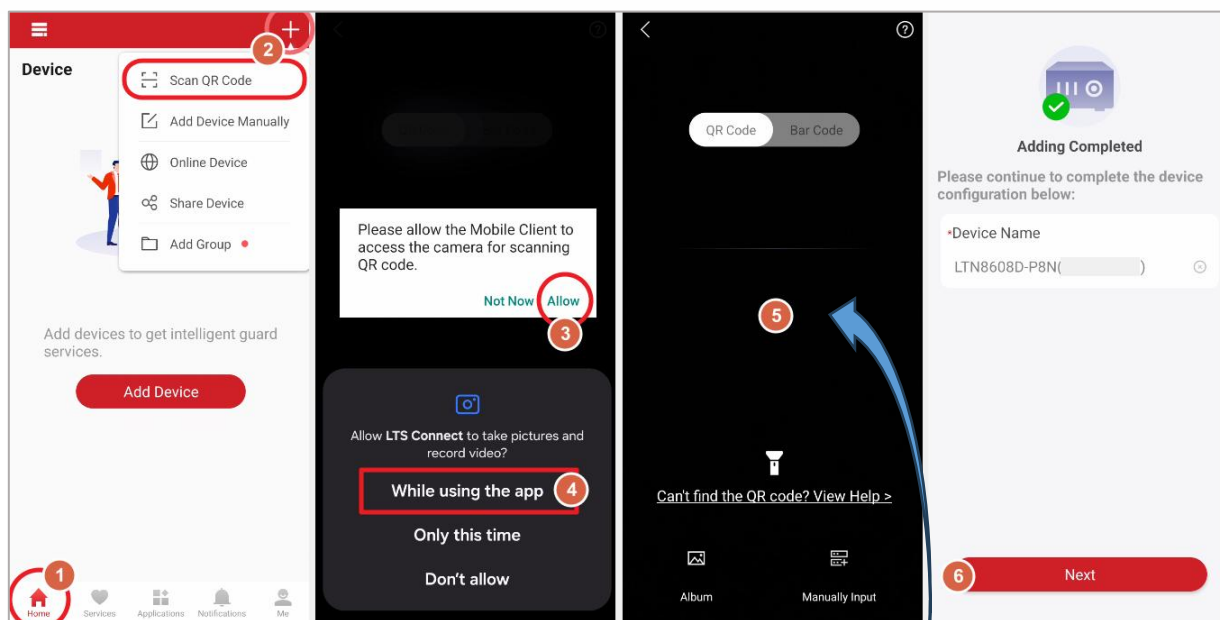 2
Device
Scan QR Code
Add Device Manually
Online Device
Share Device
Add Group
Add devices to get intelligent guard
services.
Add Device
1
Home
Services
Applications
Notifications
Me
Please allow the Mobile Client to
access the camera for scanning
QR code.
Not Now
Allow
3
Allow LTS Connect to take pictures and
record video?
While using the app
4
Only this time
Don't allow
?
QR Code
Bar Code
5
Can't find the QR code? View Help >
Album
Manually Input
Adding Completed
Please continue to complete the device
configuration below:
*Device Name
LTN8608D-P8N( )
6
Next